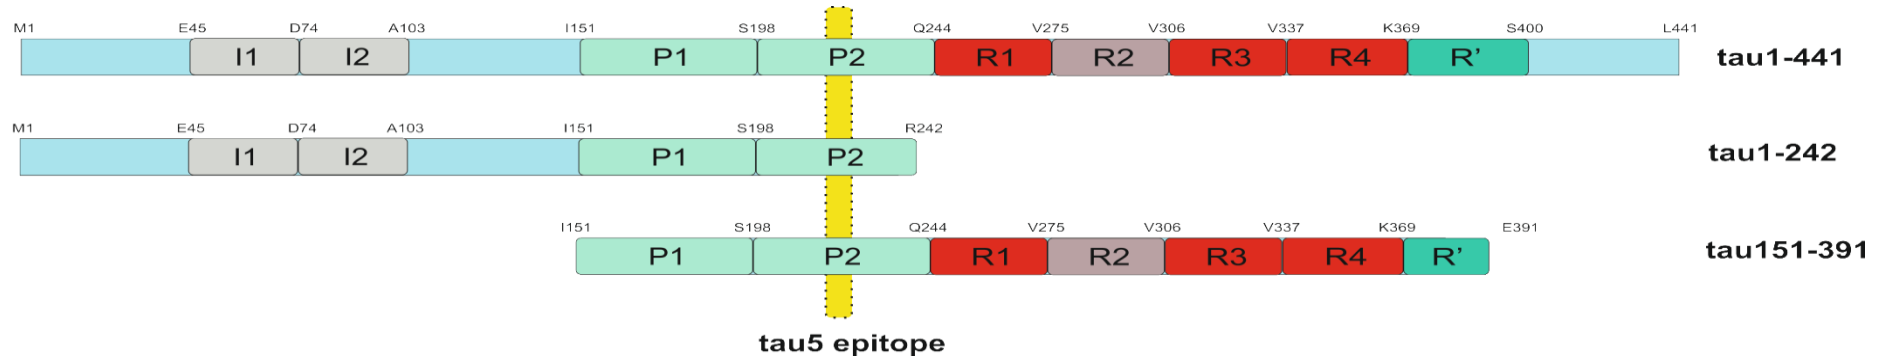 M1 E45 D74 A103 I151 S198 Q244 V275 V306 V337 K369 S400 L441
I1 I2 P1 P2 R1 R2 R3 R4 R’ tau1-441
M1 E45 D74 A103 I151 S198 R242
I1 I2 P1 P2 tau1-242
I151 S198 Q244 V275 V306 V337 K369 E391
P1 P2 R1 R2 R3 R4 R’ tau151-391
tau5 epitope